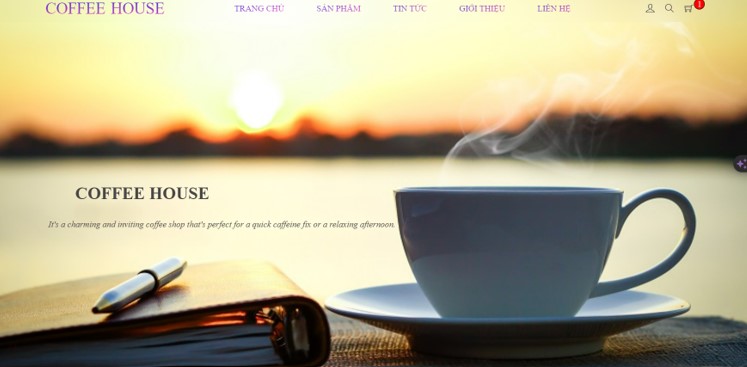 COFFEE HOUSE
TRANG CHỦ
SẢN PHẨM
TIN TỨC
GIỚI THIỆU
LIÊN HỆ
1
COFFEE HOUSE
It's a charming and inviting coffee shop that's perfect for a quick caffeine fix or a relaxing afternoon.